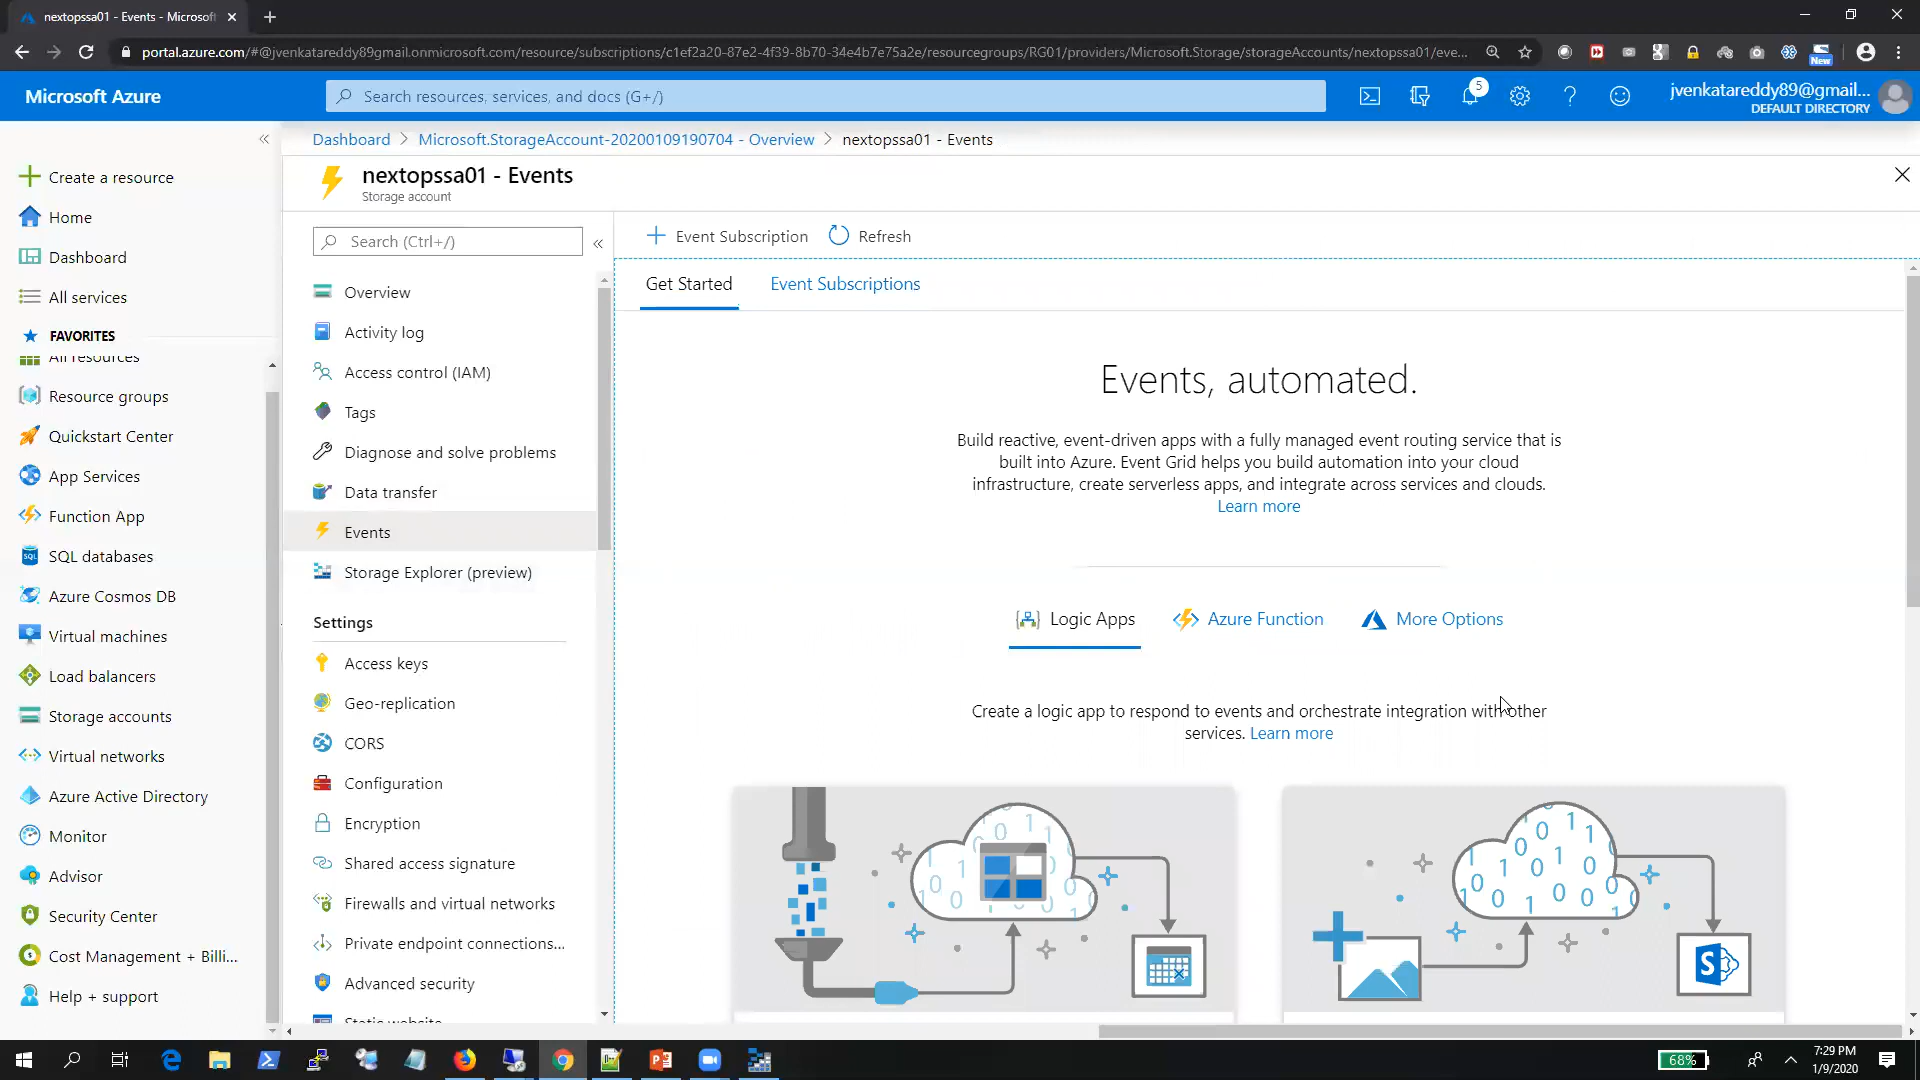 nextopssa01 - Events - Microsoft
portal.azure.com/#@jvenkatareddy89gmail.onmicrosoft.com/resource/subscriptions/c1ef2a20-87e2-4f39-8b70-34e4b7e75a2e/resourcegroups/RG01/providers/Microsoft.Storage/storageAccounts/nextopssa01/eve...
New
Microsoft Azure
Search resources, services, and docs (G+/)
5
jvenkatareddy89@gmail....
DEFAULT DIRECTORY
Dashboard > Microsoft.StorageAccount-20200109190704 - Overview > nextopssa01 - Events
Create a resource
Home
Dashboard
All services
FAVORITES
All resources
Resource groups
Quickstart Center
App Services
Function App
SQL databases
Azure Cosmos DB
Virtual machines
Load balancers
Storage accounts
Virtual networks
Azure Active Directory
Monitor
Advisor
Security Center
Cost Management + Billi...
Help + support
nextopssa01 - Events
Storage account
Search (Ctrl+/)
Overview
Activity log
Access control (IAM)
Tags
Diagnose and solve problems
Data transfer
Events
Storage Explorer (preview)
Settings
Access keys
Geo-replication
CORS
Configuration
Encryption
Shared access signature
Firewalls and virtual networks
Private endpoint connections...
Advanced security
Static website
Event Subscription
Refresh
Get Started
Event Subscriptions
Events, automated.
Build reactive, event-driven apps with a fully managed event routing service that is
built into Azure. Event Grid helps you build automation into your cloud
infrastructure, create serverless apps, and integrate across services and clouds.
Learn more
Logic Apps
Azure Function
More Options
Create a logic app to respond to events and orchestrate integration with other
services. Learn more
68%
7:29 PM
1/9/2020